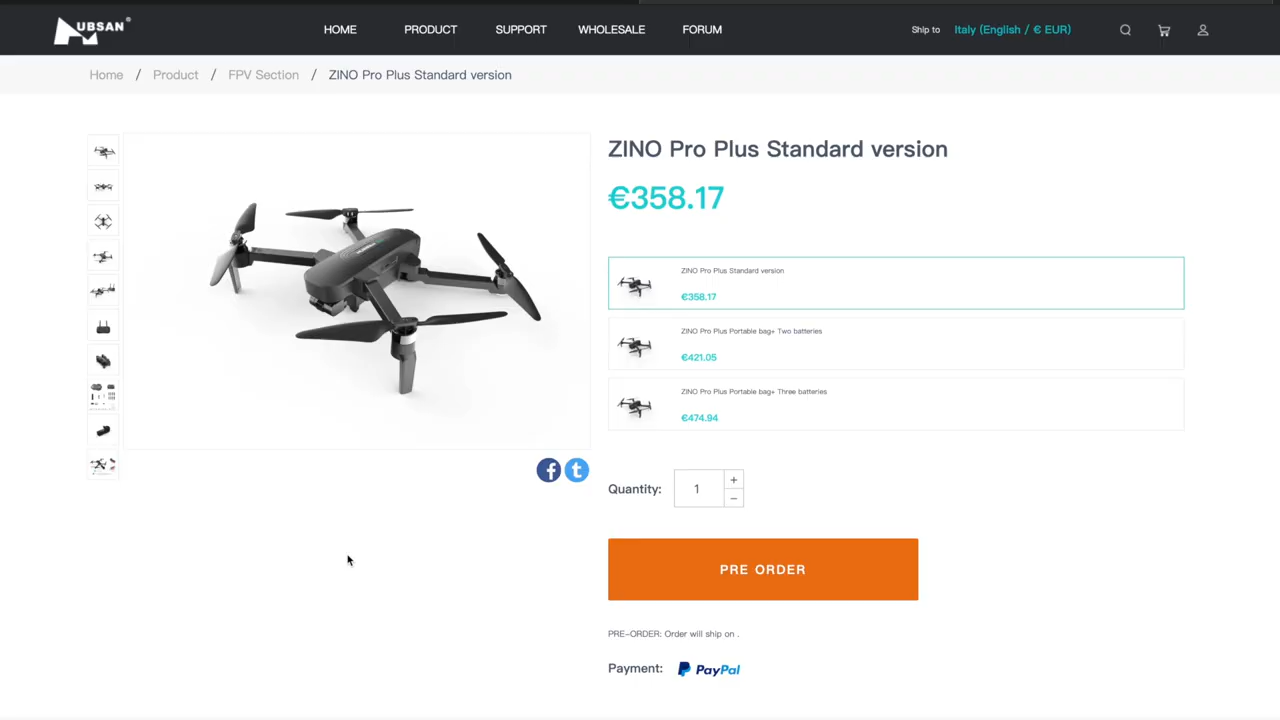 UBSAN®
HOME PRODUCT SUPPORT WHOLESALE FORUM
Ship to Italy (English / € EUR)
Home / Product / FPV Section / ZINO Pro Plus Standard version
ZINO Pro Plus Standard version
€358.17
ZINO Pro Plus Standard version
€358.17
ZINO Pro Plus Portable bag+ Two batteries
€421.05
ZINO Pro Plus Portable bag+ Three batteries
€474.94
Quantity: 1 + −
PRE ORDER
PRE-ORDER: Order will ship on .
Payment: PayPal